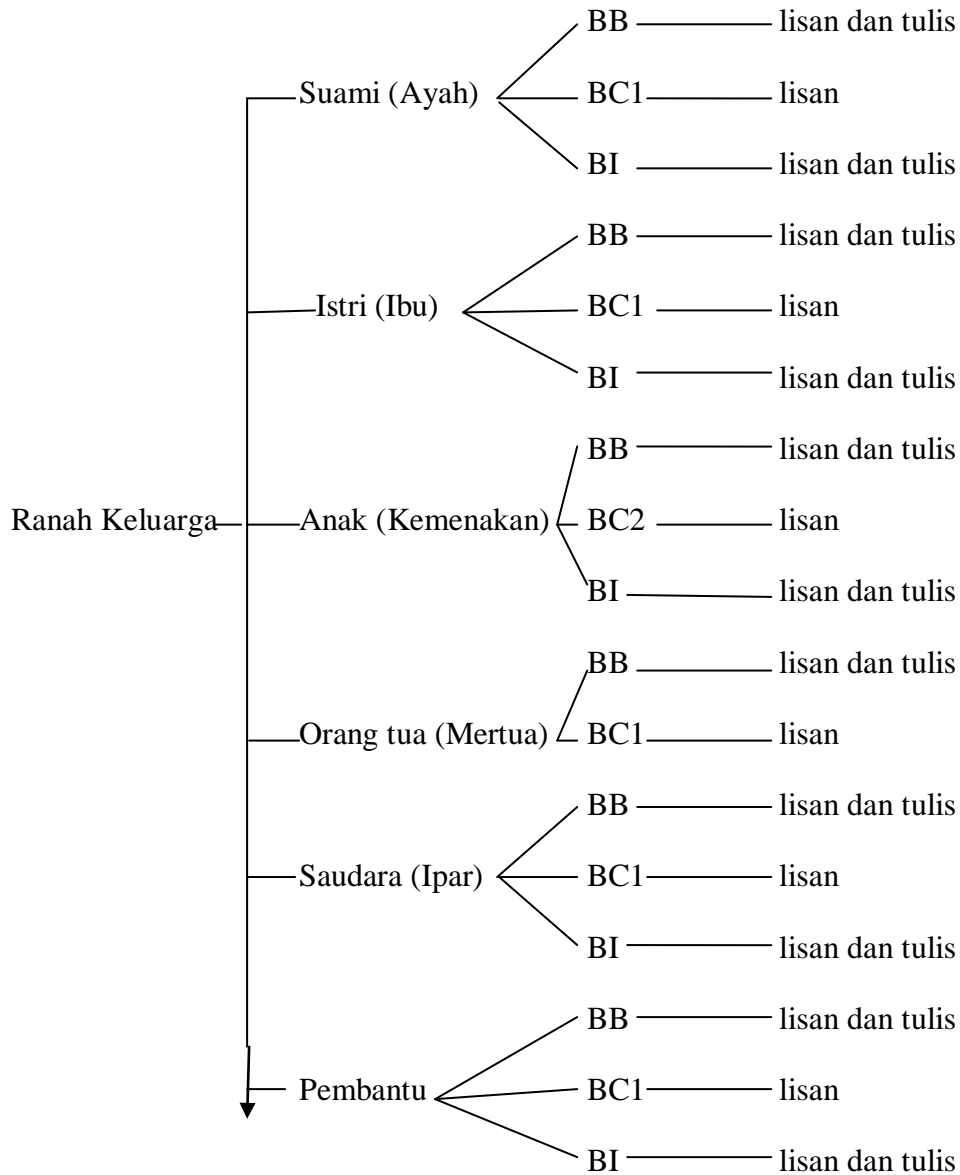 BB lisan dan tulis
Suami (Ayah) BC1 lisan
BI lisan dan tulis
BB lisan dan tulis
Istri (Ibu) BC1 lisan
BI lisan dan tulis
BB lisan dan tulis
Ranah Keluarga Anak (Kemenakan) BC2 lisan
BI lisan dan tulis
BB lisan dan tulis
Orang tua (Mertua) BC1 lisan
BB lisan dan tulis
Saudara (Ipar) BC1 lisan
BI lisan dan tulis
BB lisan dan tulis
Pembantu BC1 lisan
BI lisan dan tulis